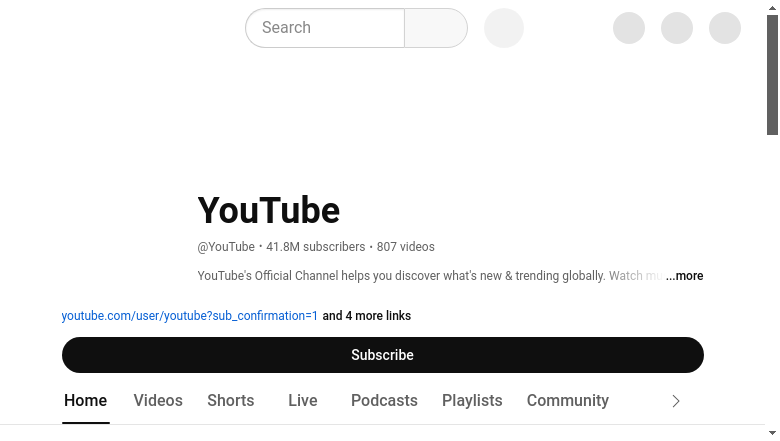 Search
YouTube
@YouTube • 41.8M subscribers • 807 videos
YouTube's Official Channel helps you discover what's new & trending globally. Watch ...more
youtube.com/user/youtube?sub_confirmation=1 and 4 more links
Subscribe
Home Videos Shorts Live Podcasts Playlists Community